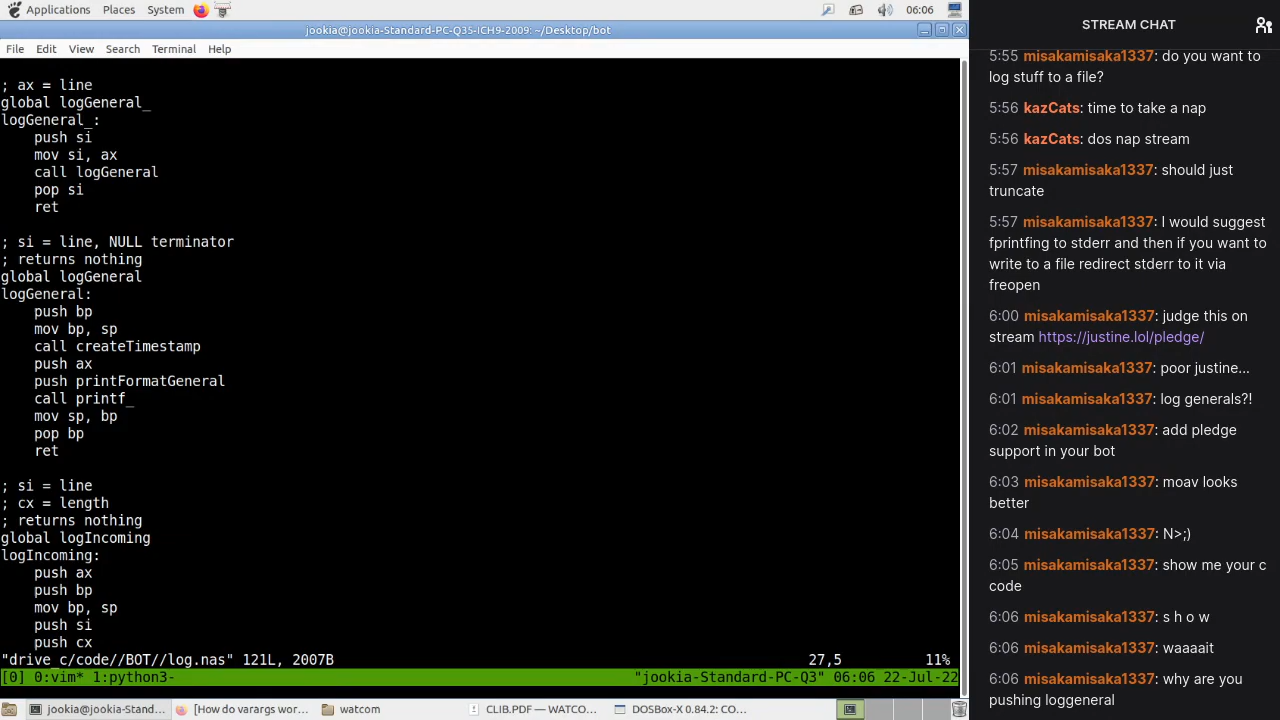 Applications Places System 06:06
jookia@jookia-Standard-PC-Q35-ICH9-2009: ~/Desktop/bot
File Edit View Search Terminal Help
; ax = line
global logGeneral_
logGeneral_:
push si
mov si, ax
call logGeneral
pop si
ret
; si = line, NULL terminator
; returns nothing
global logGeneral
logGeneral:
push bp
mov bp, sp
call createTimestamp
push ax
push printFormatGeneral
call printf_
mov sp, bp
pop bp
ret
; si = line
; cx = length
; returns nothing
global logIncoming
logIncoming:
push ax
push bp
mov bp, sp
push si
push cx
"drive_c/code//BOT//log.nas" 121L, 2007B 27,5 11%
[0] 0:vim* 1:python3- "jookia-Standard-PC-Q3" 06:06 22-Jul-22
jookia@jookia-Stand... [How do varargs wor... watcom CLIB.PDF — WATCO... DOSBox-X 0.84.2: CO...
STREAM CHAT
5:55 misakamisaka1337: do you want to
log stuff to a file?
5:56 kazCats: time to take a nap
5:56 kazCats: dos nap stream
5:57 misakamisaka1337: should just
truncate
5:57 misakamisaka1337: I would suggest
fprintfing to stderr and then if you want to
write to a file redirect stderr to it via
freopen
6:00 misakamisaka1337: judge this on
stream https://justine.lol/pledge/
6:01 misakamisaka1337: poor justine...
6:01 misakamisaka1337: log generals?!
6:02 misakamisaka1337: add pledge
support in your bot
6:03 misakamisaka1337: moav looks
better
6:04 misakamisaka1337: N>;)
6:05 misakamisaka1337: show me your c
code
6:06 misakamisaka1337: s h o w
6:06 misakamisaka1337: waaaait
6:06 misakamisaka1337: why are you
pushing loggeneral